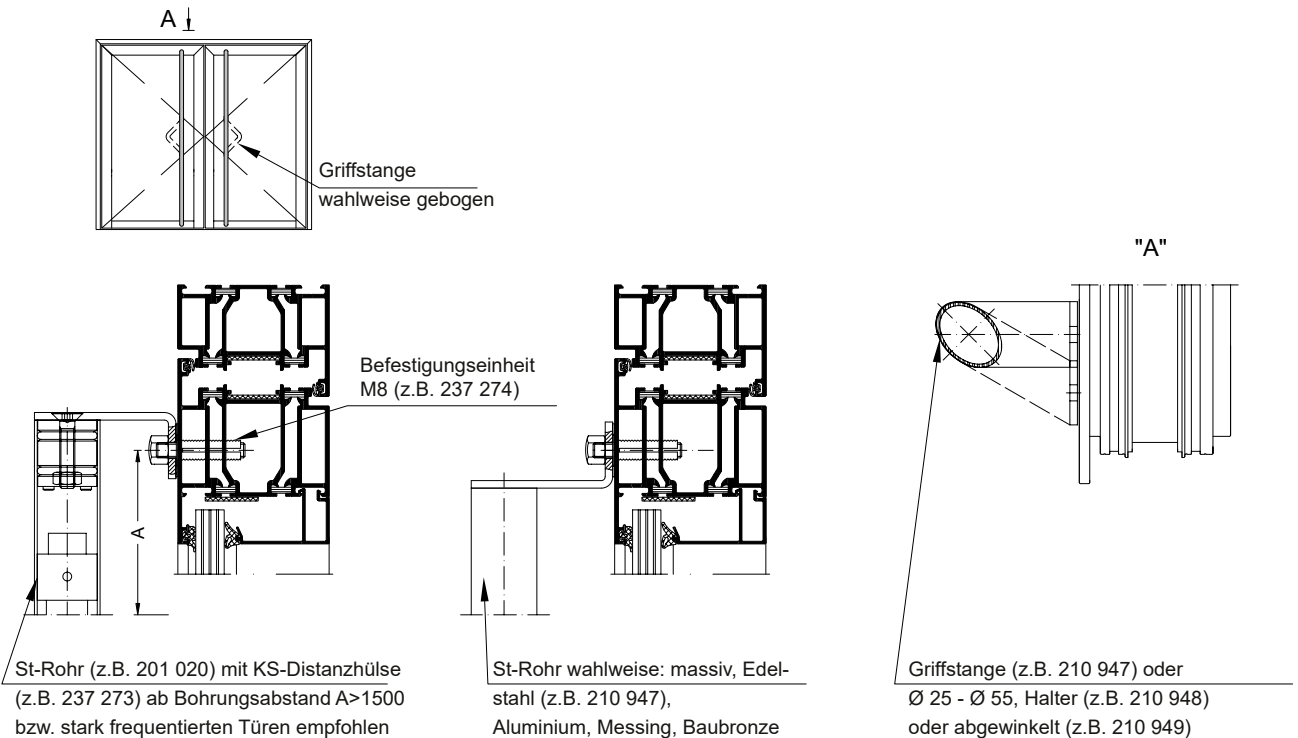 A
Griffstange
wahlweise gebogen
"A"
Befestigungseinheit
M8 (z.B. 237 274)
A
St-Rohr (z.B. 201 020) mit KS-Distanzhülse
(z.B. 237 273) ab Bohrungsabstand A>1500
bzw. stark frequentierten Türen empfohlen
St-Rohr wahlweise: massiv, Edel-
stahl (z.B. 210 947),
Aluminium, Messing, Baubronze
Griffstange (z.B. 210 947) oder
Ø 25 - Ø 55, Halter (z.B. 210 948)
oder abgewinkelt (z.B. 210 949)